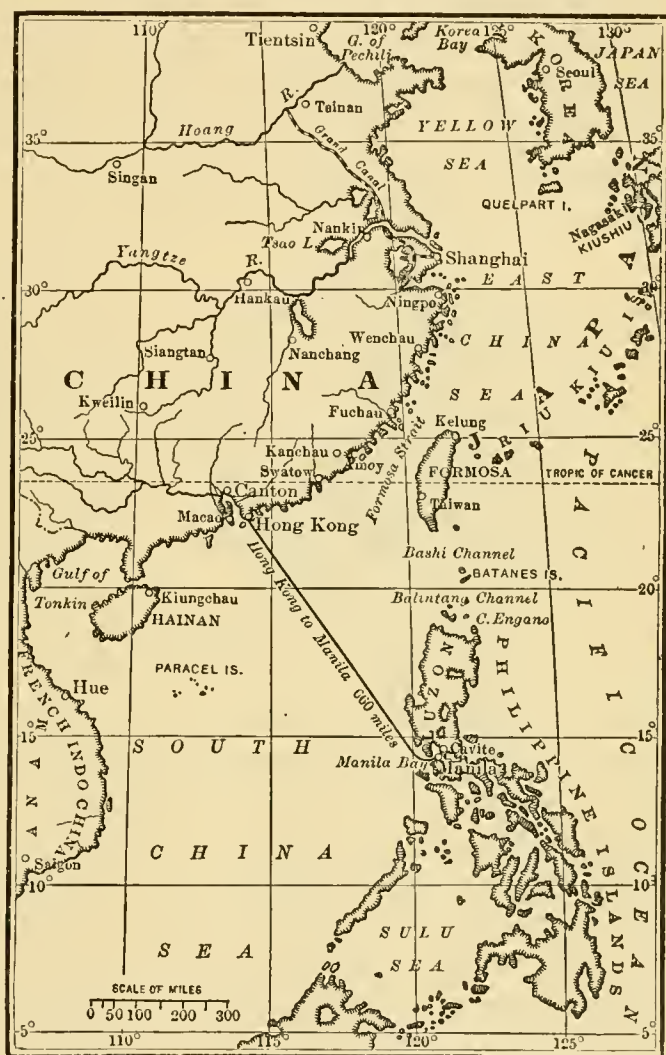 110° 120° 130°
Tientsin
G. of
Pechili
Korea
Bay
KOREA
JAPAN
SEA
Seoul
R.
Tsinan
YELLOW
SEA
35° 35°
Hoang
Grand Canal
Singan
QUELPART I.
Nankin
Tsao L.
Nagasaki
KIUSHIU
Shanghai
Yangtze
R.
EAST
30° 30°
Hankau
Ningpo
Wenchau
CHINA
Siangtan
Nanchang
CHINA
SEA
Kweilin
Fuchau
RIU KIU
JAPAN
Kelung
25° 25°
Kanchau
Amoy
Swatow
Formosa Strait
FORMOSA
TROPIC OF CANCER
Canton
Taiwan
Macao
Hong Kong
Bashi Channel
Gulf of
Tonkin
BATANES IS.
20° 20°
Kiungchau
HAINAN
Balintang Channel
C. Engano
Hong Kong to Manila 660 miles
PARACEL IS.
Hue
LUZON
FRENCH INDO CHINA
ANAM
15° 15°
SOUTH
Cavite
Manila Bay
Manila
PHILIPPINE ISLANDS
PACIFIC OCEAN
CHINA
Saigon
10° 10°
SEA
SULU
SEA
SCALE OF MILES
0 50 100 200 300
5° 5°
110° 115° 120° 125°